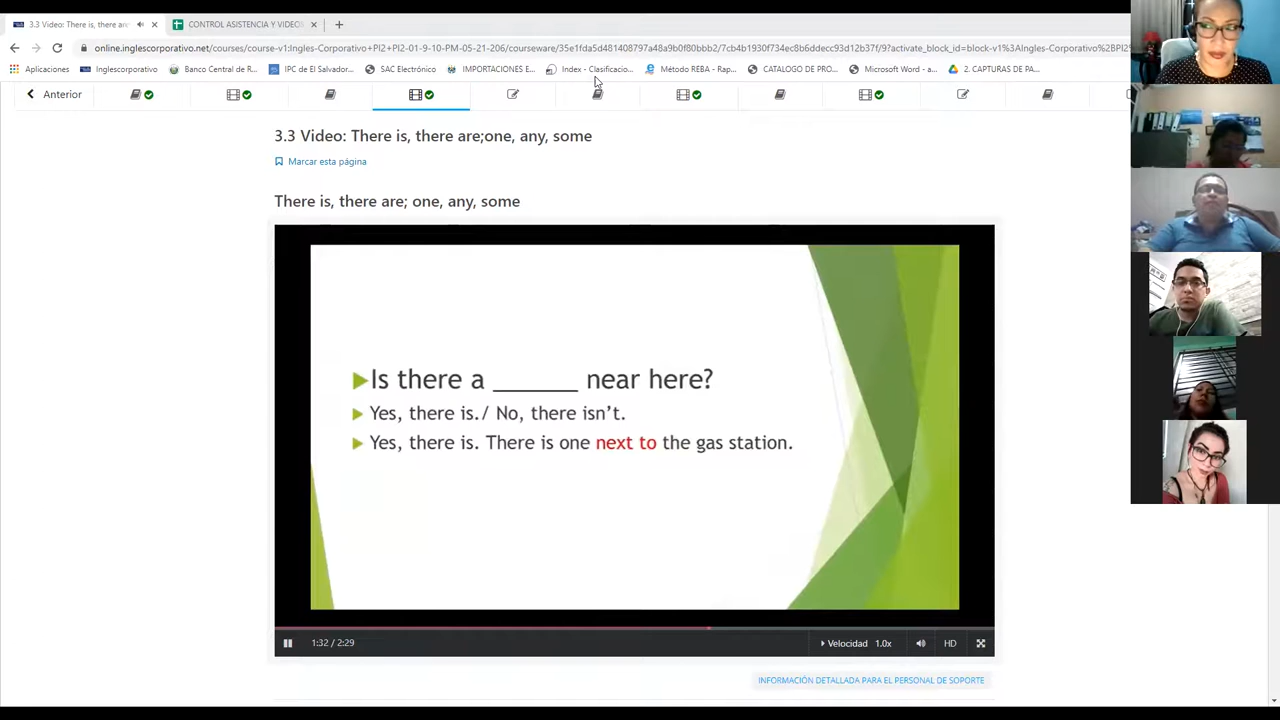 3.3 Video: There is, there are
CONTROL ASISTENCIA Y VIDEOS
online.inglescorporativo.net/courses/course-v1:Ingles-Corporativo+PI2+PI2-01-9-10-PM-05-21-206/courseware/35e1fda5d481408797a48a9b0f80bbb2/7cb4b1930f734ec8b6ddecc93d12b37f/9?activate_block_id=block-v1%3AIngles-Corporativo%2BPI2
Aplicaciones
Inglescorporativo
Banco Central de R...
IPC de El Salvador...
SAC Electrónico
IMPORTACIONES E...
Index - Clasificacio...
Método REBA - Rap...
CATALOGO DE PRO...
Microsoft Word - a...
2. CAPTURAS DE PA...
Anterior
3.3 Video: There is, there are;one, any, some
Marcar esta página
There is, there are; one, any, some
Is there a ______ near here?
Yes, there is./ No, there isn't.
Yes, there is. There is one next to the gas station.
1:32 / 2:29
Velocidad 1.0x
HD
INFORMACIÓN DETALLADA PARA EL PERSONAL DE SOPORTE